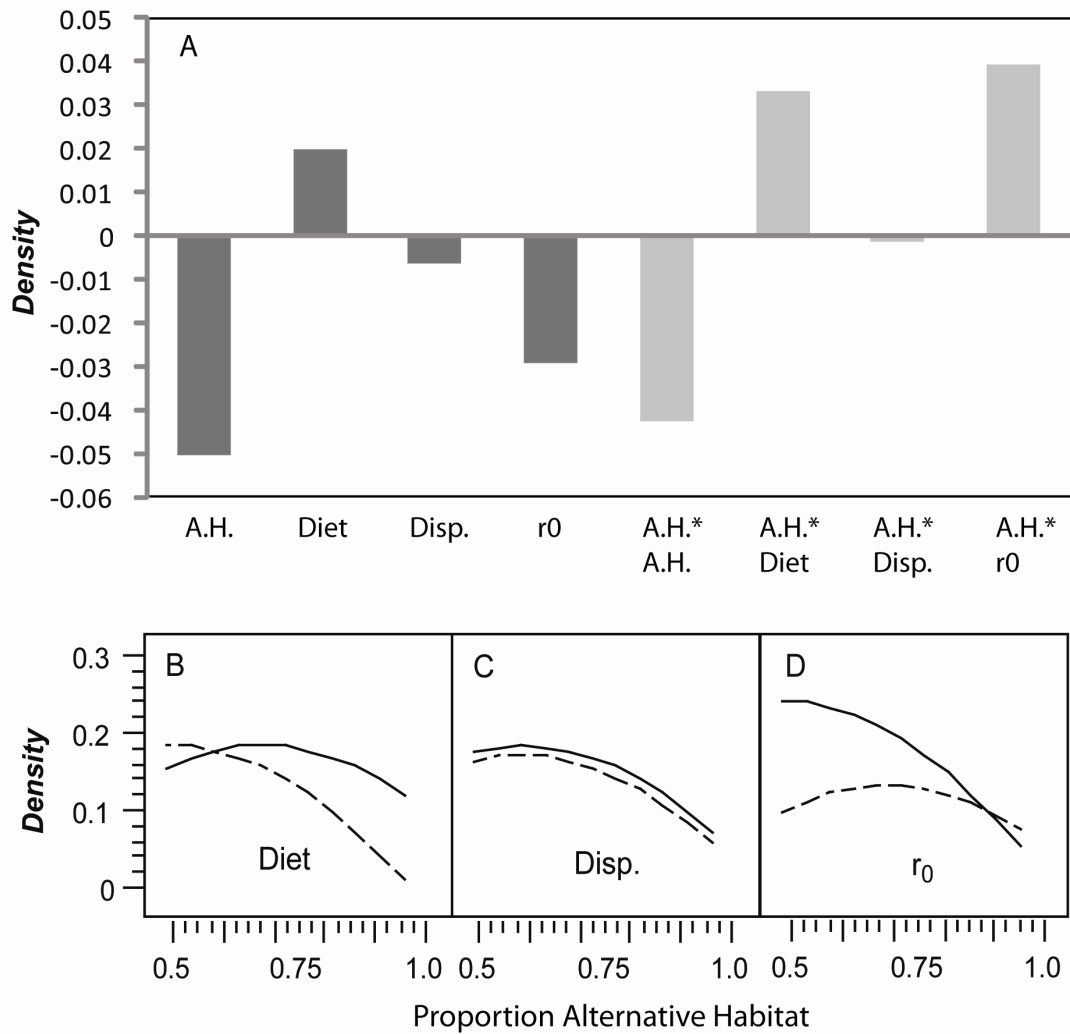 A
0.05
0.04
0.03
0.02
0.01
0
-0.01
-0.02
-0.03
-0.04
-0.05
-0.06
Density
A.H. Diet Disp. r0 A.H.* A.H.* A.H.* A.H.*
A.H. Diet Disp. r0
B C D
0.3
0.2
0.1
0
Density
Diet Disp. r0
0.5 0.75 1.0 0.5 0.75 1.0 0.5 0.75 1.0
Proportion Alternative Habitat